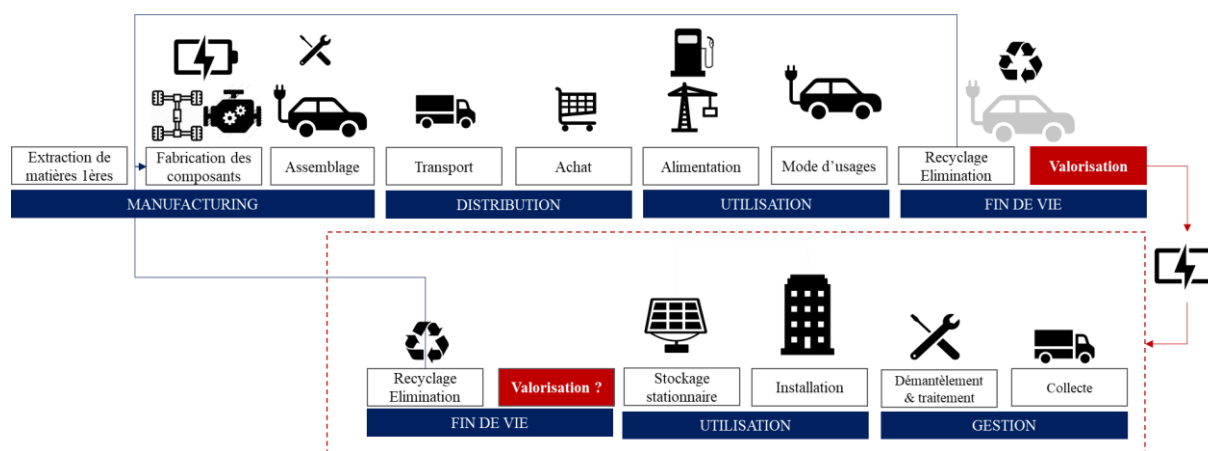 Extraction de
matières 1ères
Fabrication des
composants
Assemblage
Transport
Achat
Alimentation
Mode d'usages
Recyclage
Elimination
Valorisation
MANUFACTURING
DISTRIBUTION
UTILISATION
FIN DE VIE
Recyclage
Elimination
Valorisation ?
Stockage
stationnaire
Installation
Démantèlement
& traitement
Collecte
FIN DE VIE
UTILISATION
GESTION